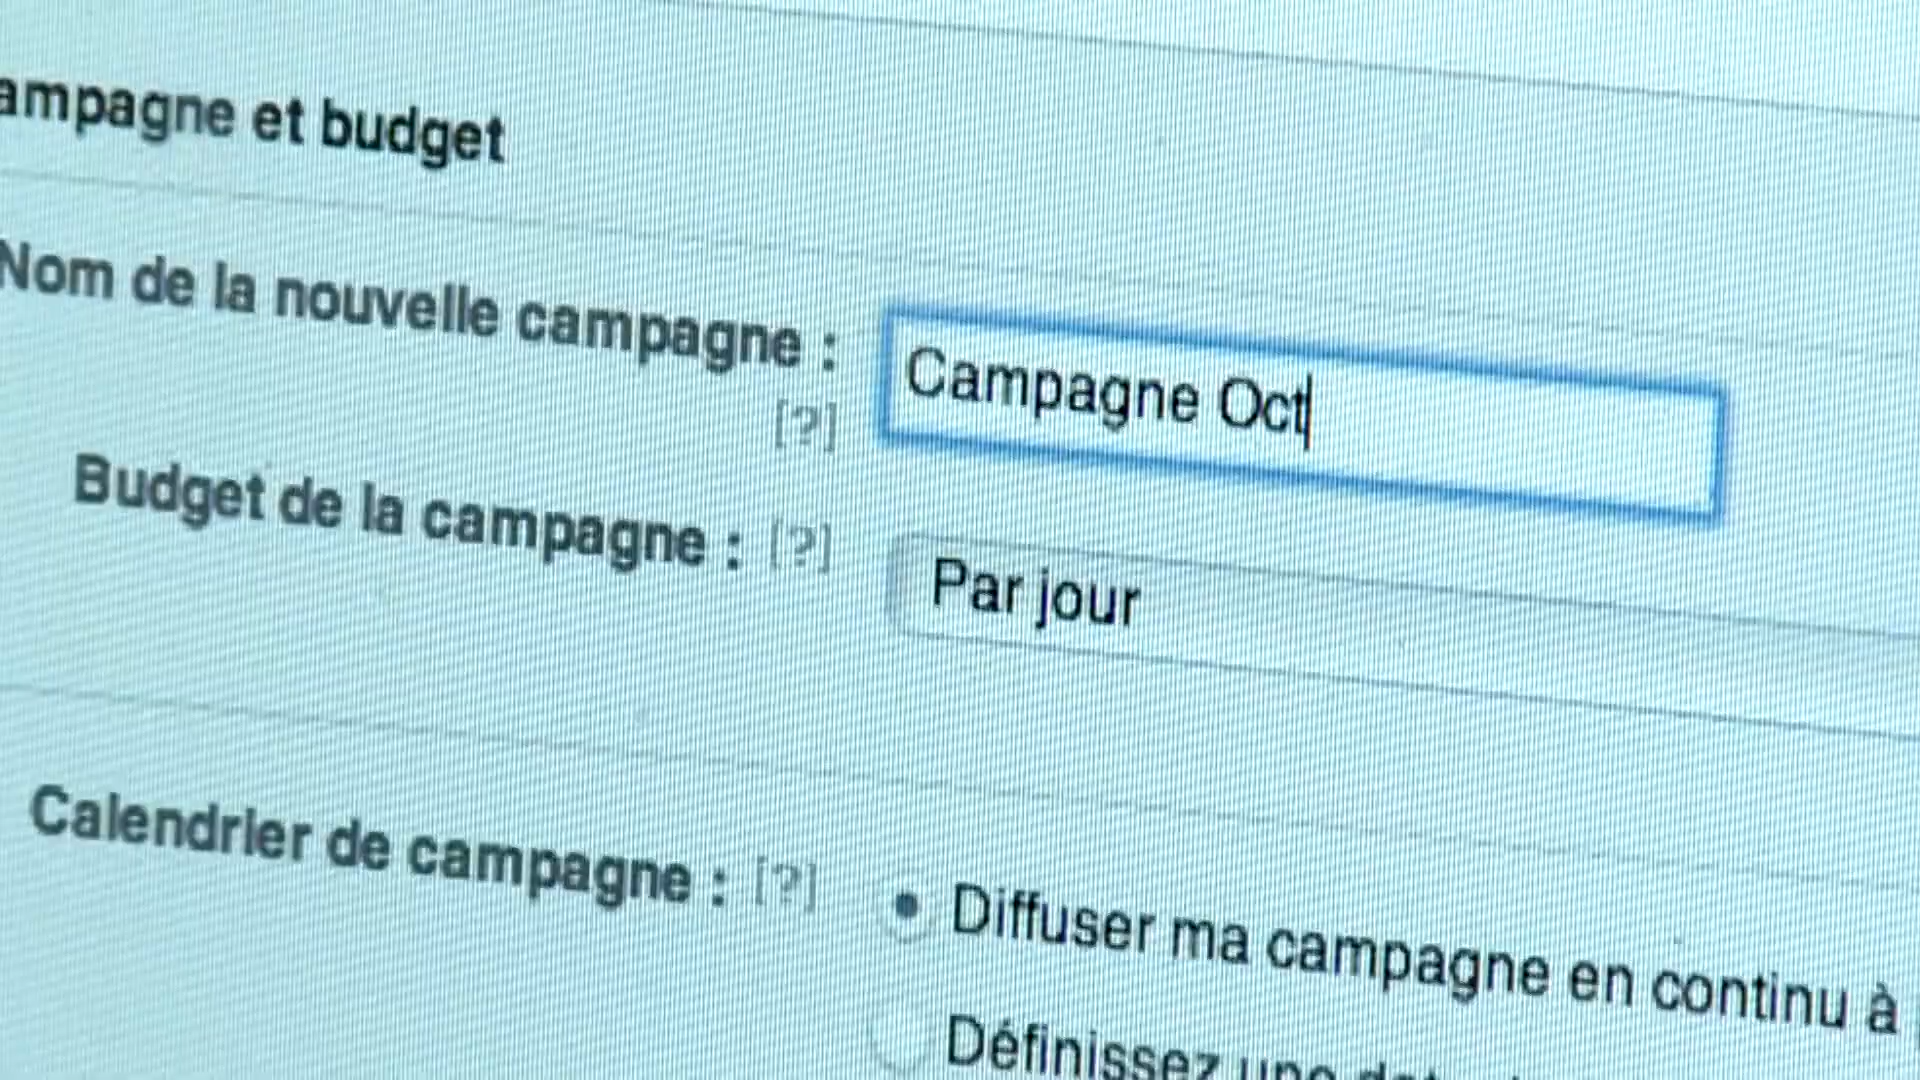 ampagne et budget
Nom de la nouvelle campagne :
Campagne Oct
[?]
Budget de la campagne : [?]
Par jour
Calendrier de campagne : [?]
Diffuser ma campagne en continu à
Définissez une